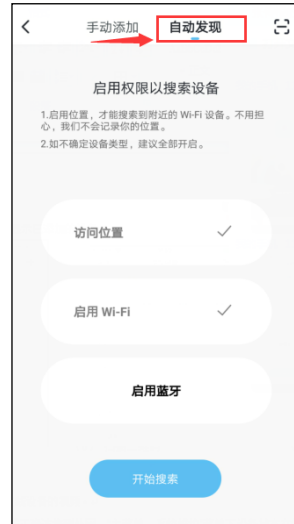 手动添加 自动发现
启用权限以搜索设备
1.启用位置，才能搜索到附近的 Wi-Fi 设备。不用担
心，我们不会记录你的位置。
2.如不确定设备类型，建议全部开启。
访问位置
启用 Wi-Fi
启用蓝牙
开始搜索